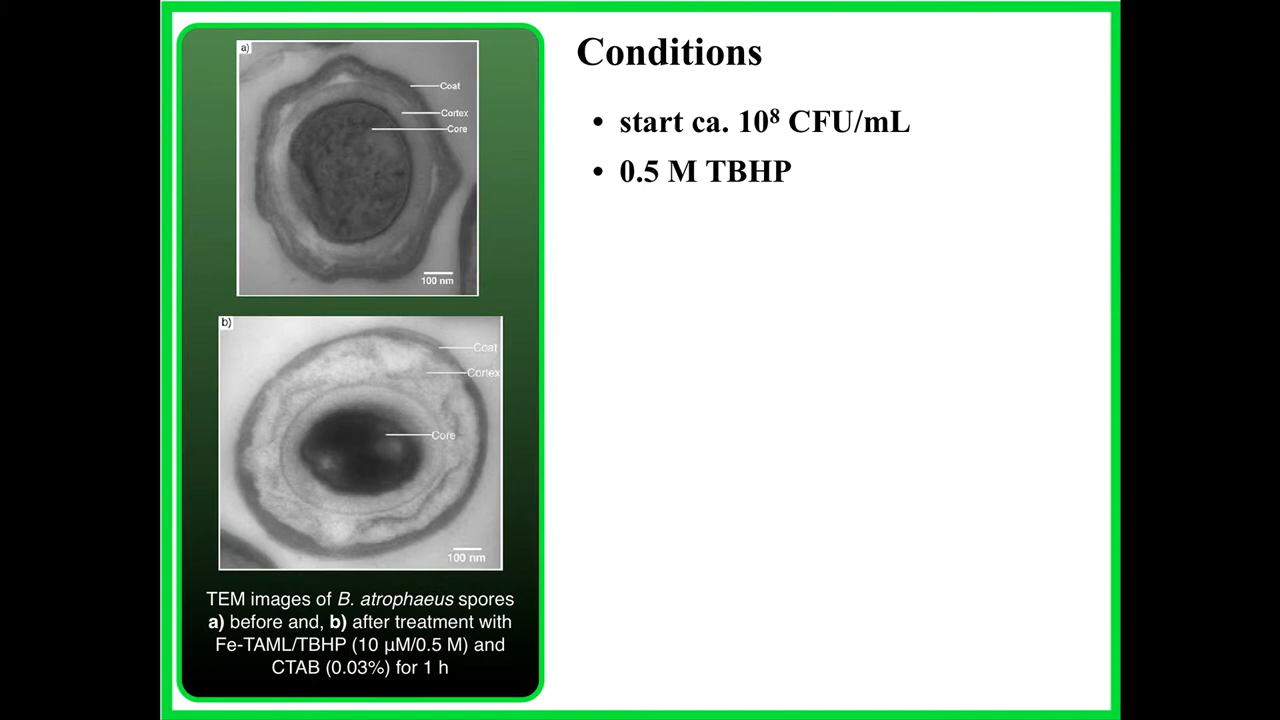 a)
Coat
Cortex
Core
100 nm
b)
Coat
Cortex
Core
100 nm
TEM images of B. atrophaeus spores
a) before and, b) after treatment with
Fe-TAML/TBHP (10 µM/0.5 M) and
CTAB (0.03%) for 1 h
Conditions
• start ca. 10⁸ CFU/mL
• 0.5 M TBHP